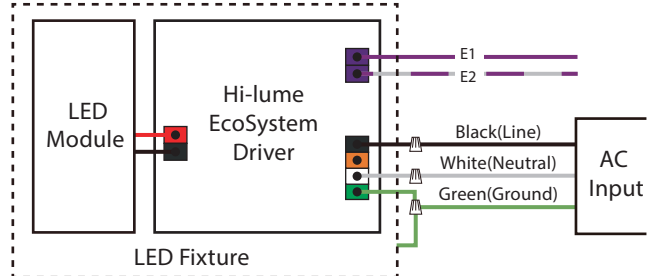 E1
E2
LED
Module
Hi-lume
EcoSystem
Driver
Black(Line)
White(Neutral)
Green(Ground)
AC
Input
LED Fixture